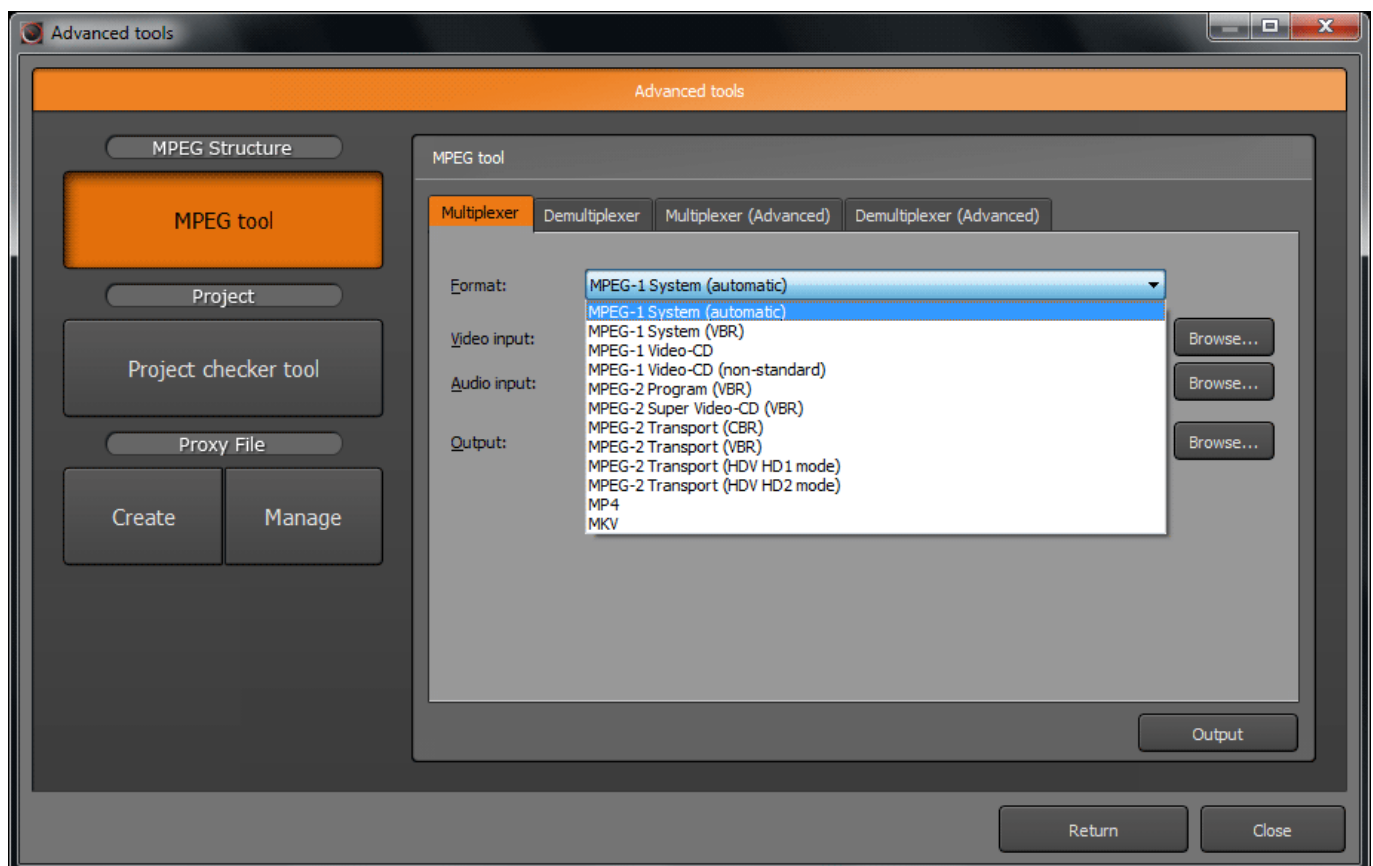 Advanced tools
Advanced tools
MPEG Structure
MPEG tool
Project
Project checker tool
Proxy File
Create
Manage
MPEG tool
Multiplexer
Demultiplexer
Multiplexer (Advanced)
Demultiplexer (Advanced)
Format:
MPEG-1 System (automatic)
MPEG-1 System (automatic)
MPEG-1 System (VBR)
MPEG-1 Video-CD
MPEG-1 Video-CD (non-standard)
MPEG-2 Program (VBR)
MPEG-2 Super Video-CD (VBR)
MPEG-2 Transport (CBR)
MPEG-2 Transport (VBR)
MPEG-2 Transport (HDV HD1 mode)
MPEG-2 Transport (HDV HD2 mode)
MP4
MKV
Video input:
Browse...
Audio input:
Browse...
Output:
Browse...
Output
Return
Close